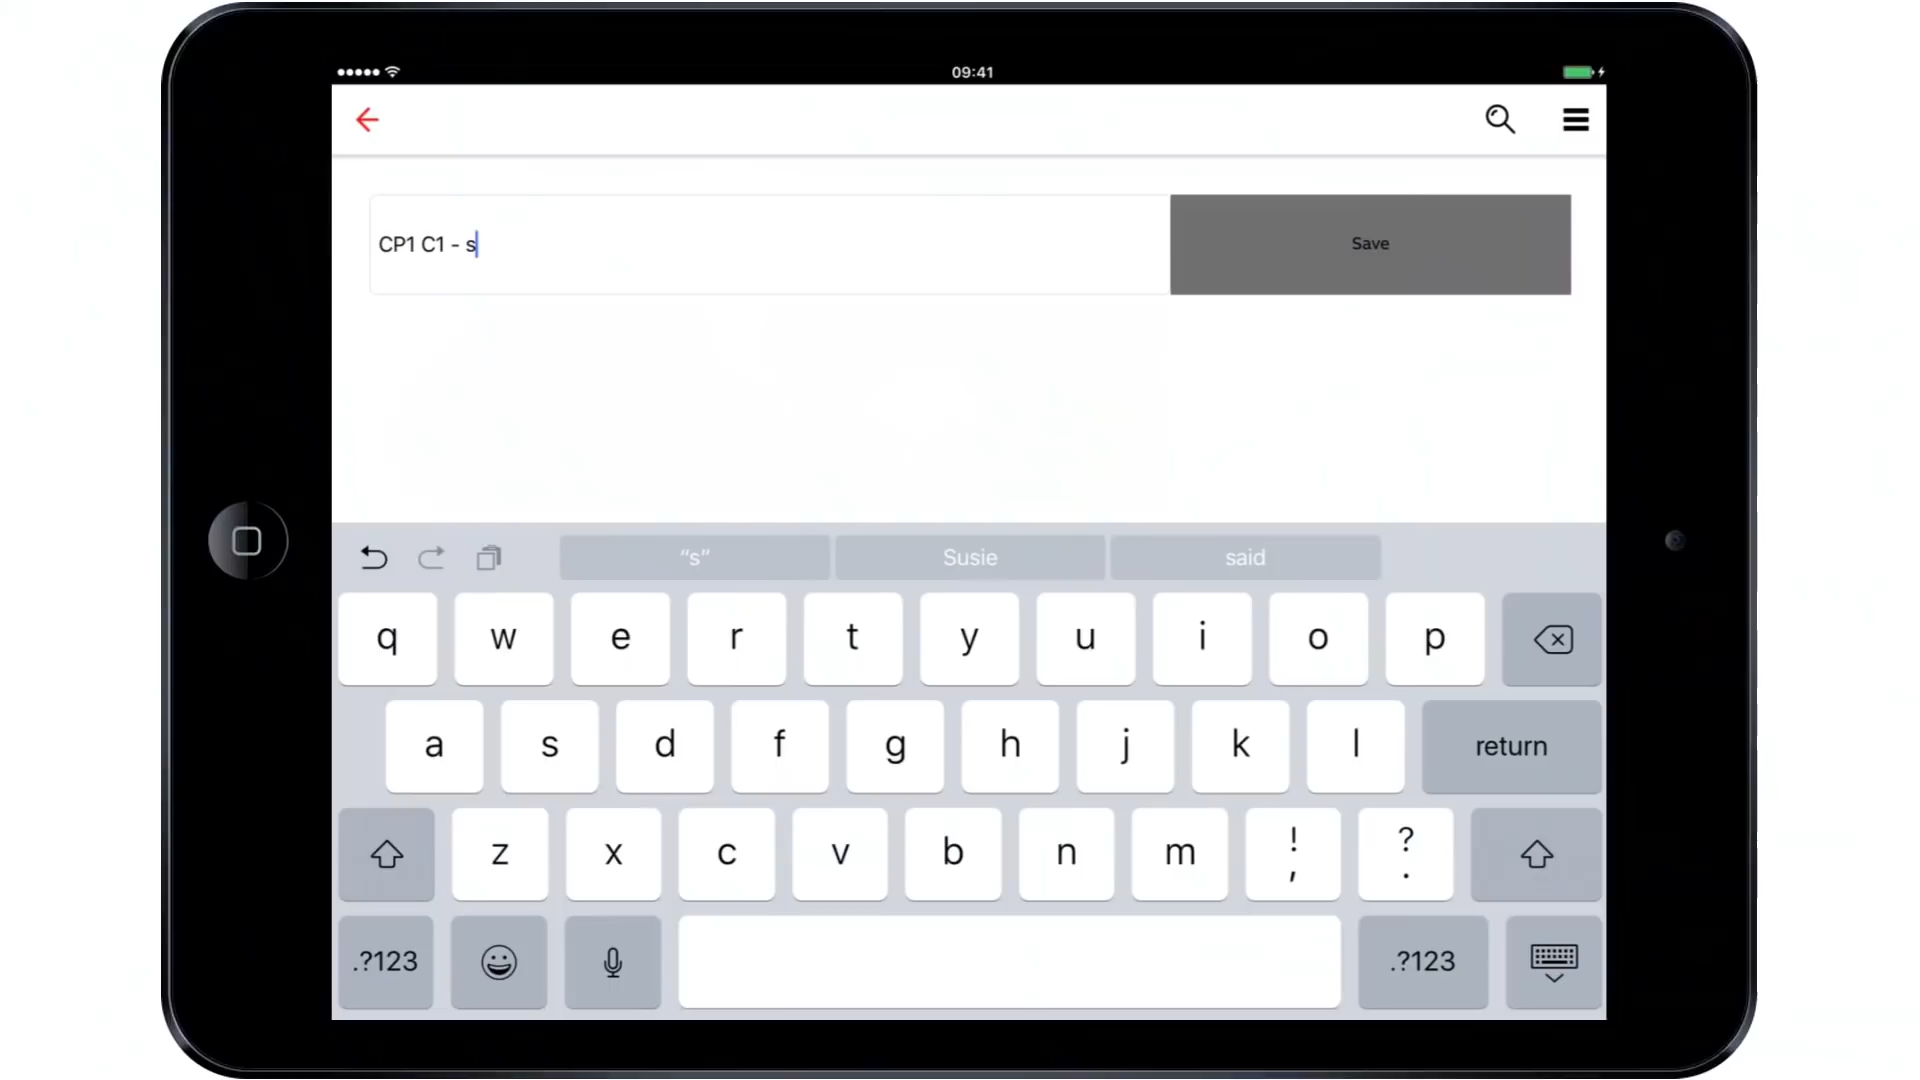 09:41
CP1 C1 - s
Save
“s” Susie said
q w e r t y u i o p
a s d f g h j k l return
z x c v b n m ! , ? .
.?123 .?123